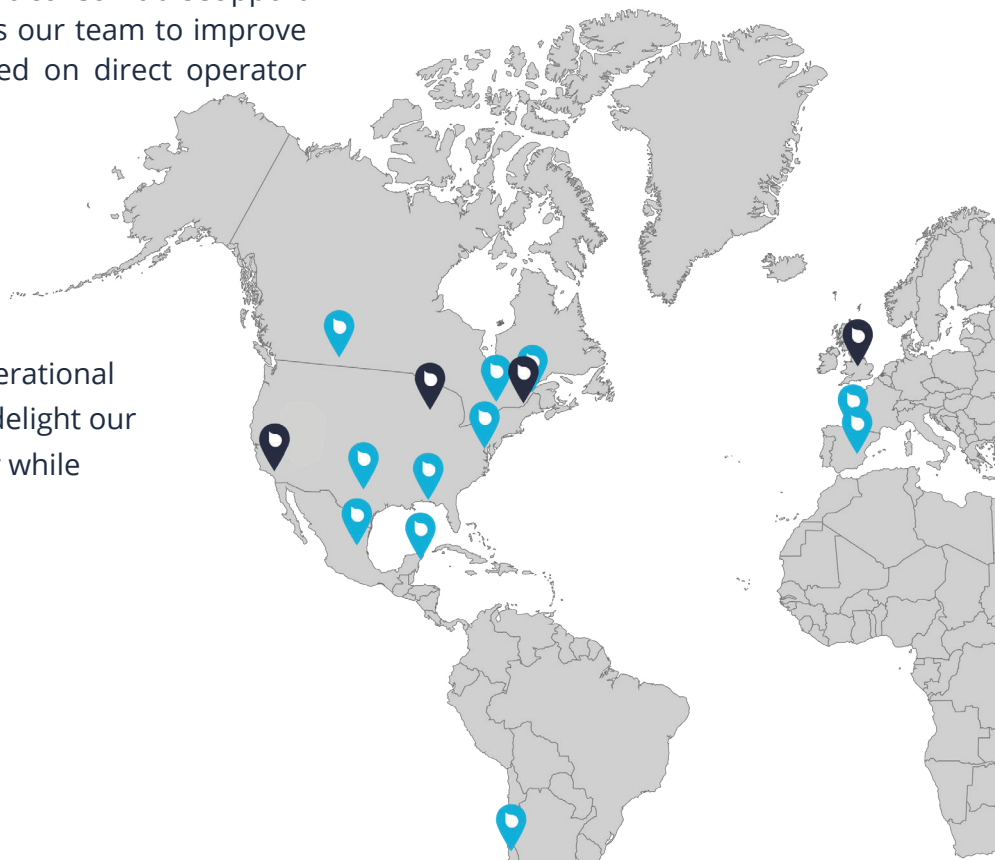 s our team to improve
ed on direct operator
erational
delight our
while